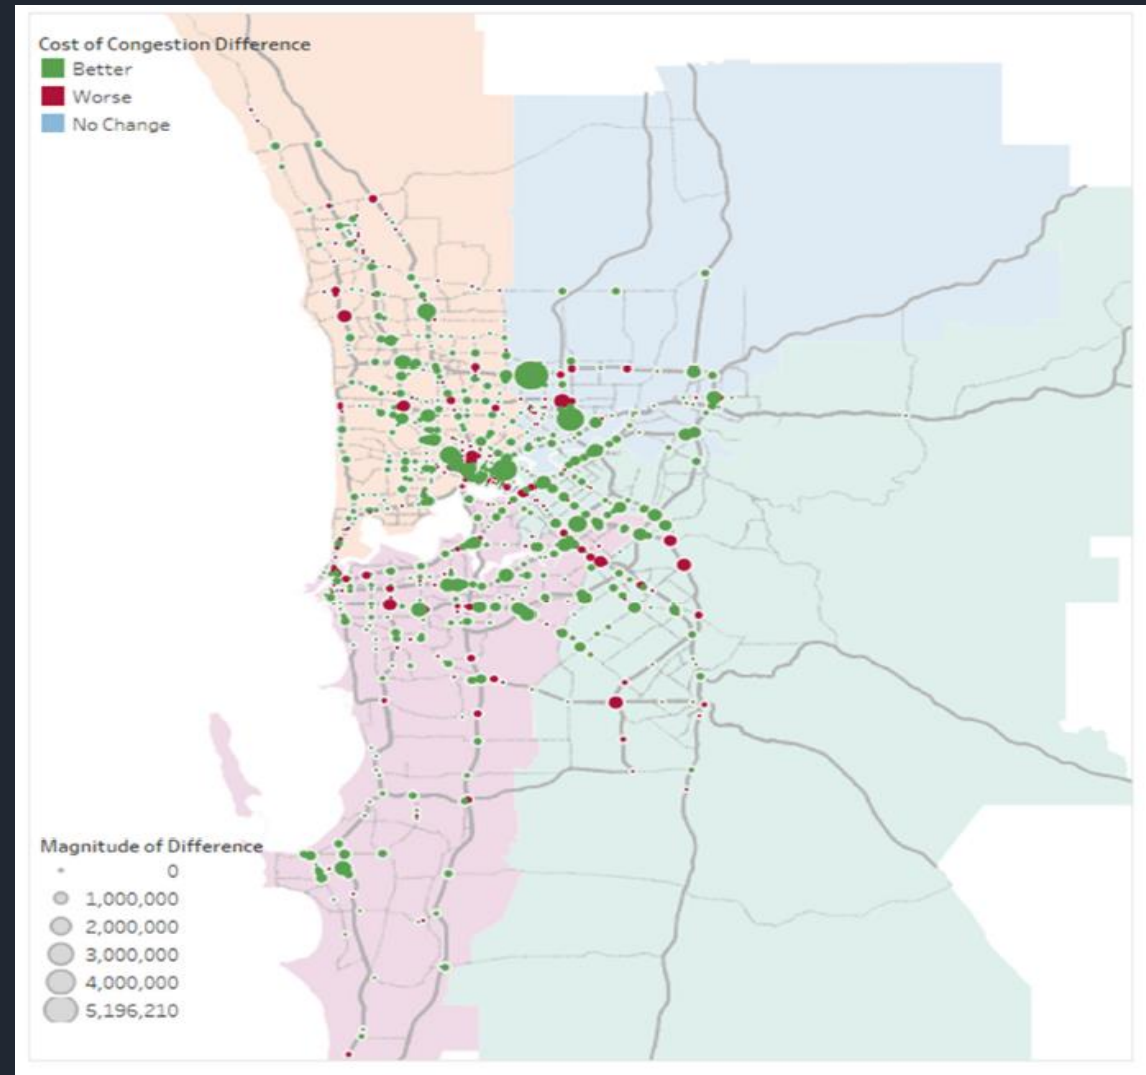 Cost of Congestion Difference
Better
Worse
No Change
Magnitude of Difference
0
1,000,000
2,000,000
3,000,000
4,000,000
5,196,210